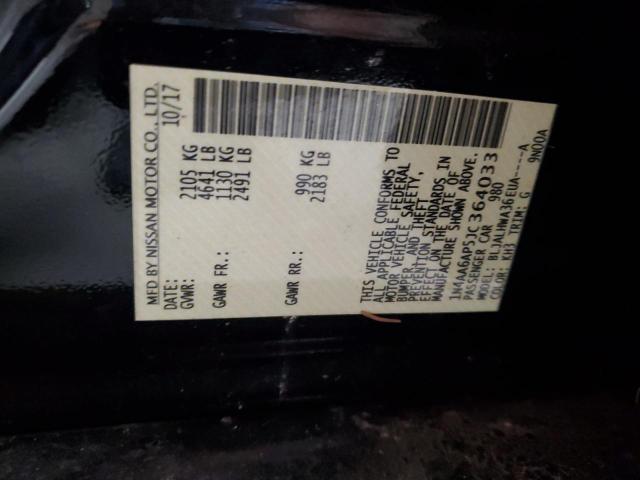 MFD BY NISSAN MOTOR CO., LTD.
DATE: 10/17
GVWR: 2105 KG
4641 LB
GAWR FR.: 1130 KG
2491 LB
GAWR RR.: 990 KG
2183 LB
THIS VEHICLE CONFORMS TO
ALL APPLICABLE FEDERAL
MOTOR VEHICLE SAFETY,
BUMPER, AND THEFT
PREVENTION STANDARDS
EFFECT ON THE DATE OF
MANUFACTURE SHOWN ABOVE.
IN
1N4AA6AP5JC364033
PASSENGER CAR 980
MODEL: BLJALHWA36EUA----A
COLOR: KH3 TRIM: G 9N00A